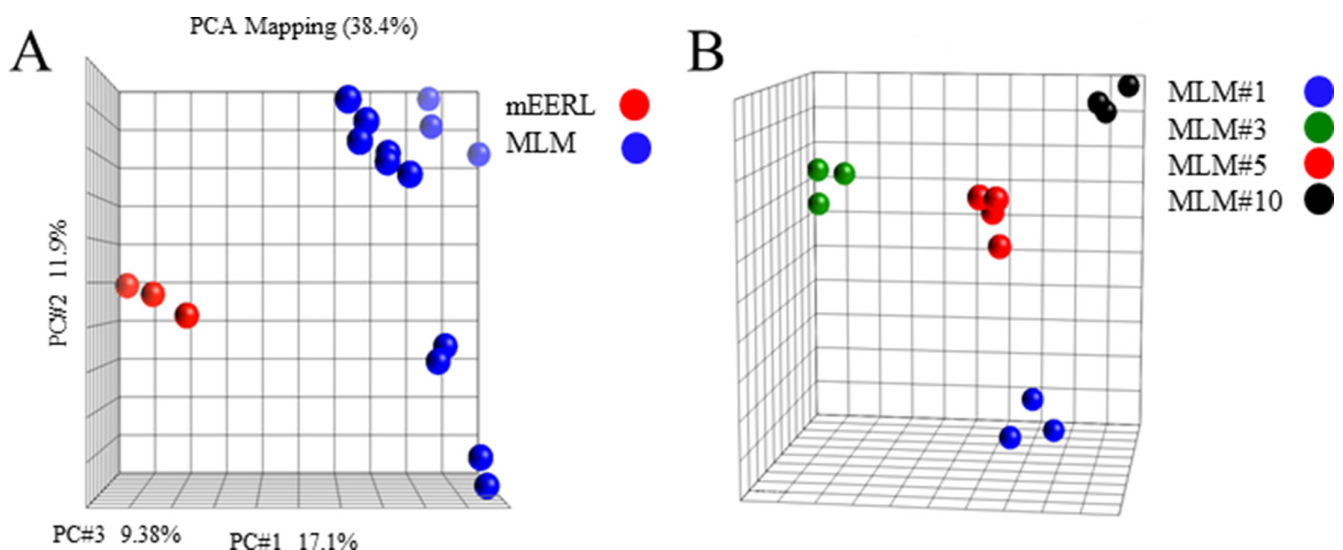 A
PCA Mapping (38.4%)
mEERL
MLM
PC#2 11.9%
PC#3 9.38%
PC#1 17.1%
B
MLM#1
MLM#3
MLM#5
MLM#10